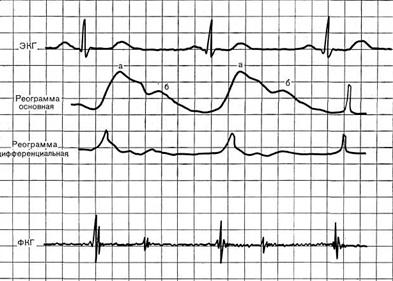 ЭКГ
а
б
а
б
Реограмма
основная
Реограмма
дифференциальная
ФКГ